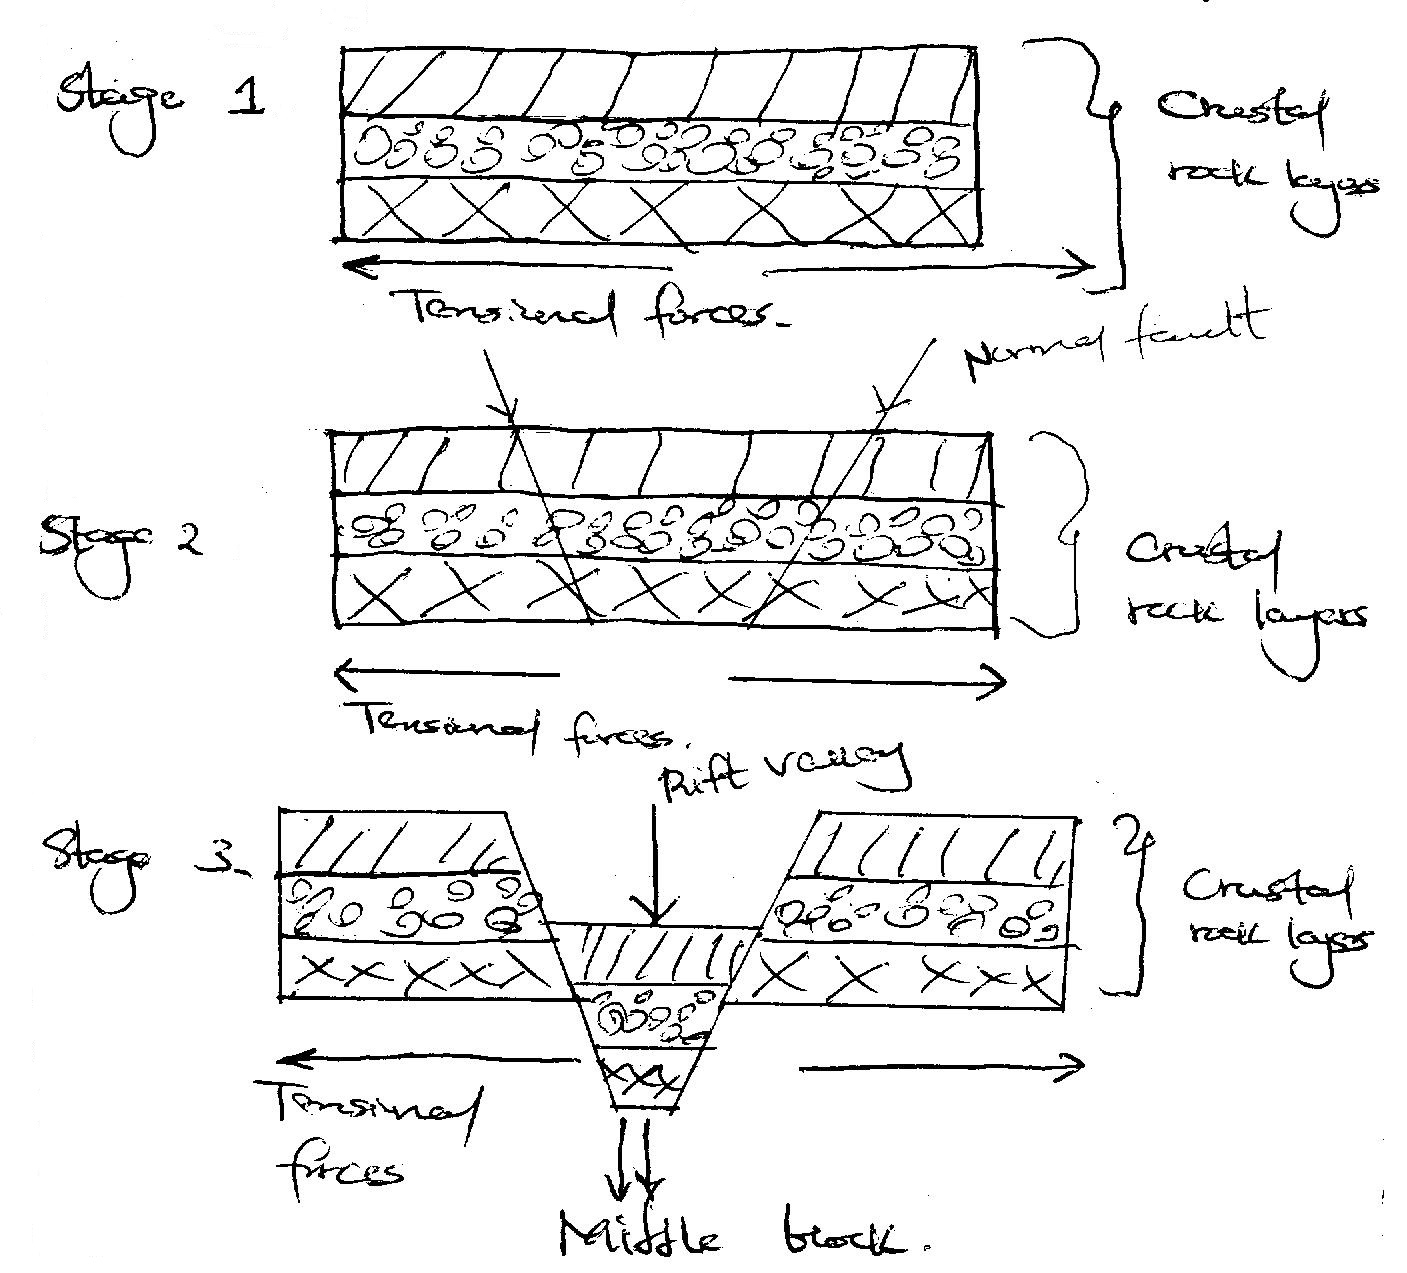 Stage 1
Crustal
rock layers
Tensional forces.
Normal fault
Stage 2
Crustal
rock layers
Tensional forces.
Rift valley
Stage 3.
Crustal
rock layers
Tensional
forces
Middle block.